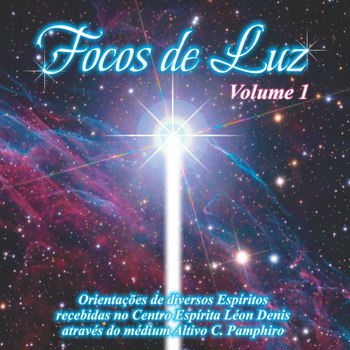 Focos de Luz
Volume 1
Orientações de diversos Espíritos
recebidas no Centro Espírita Léon Denis
através do médium Altivo C. Pamphiro